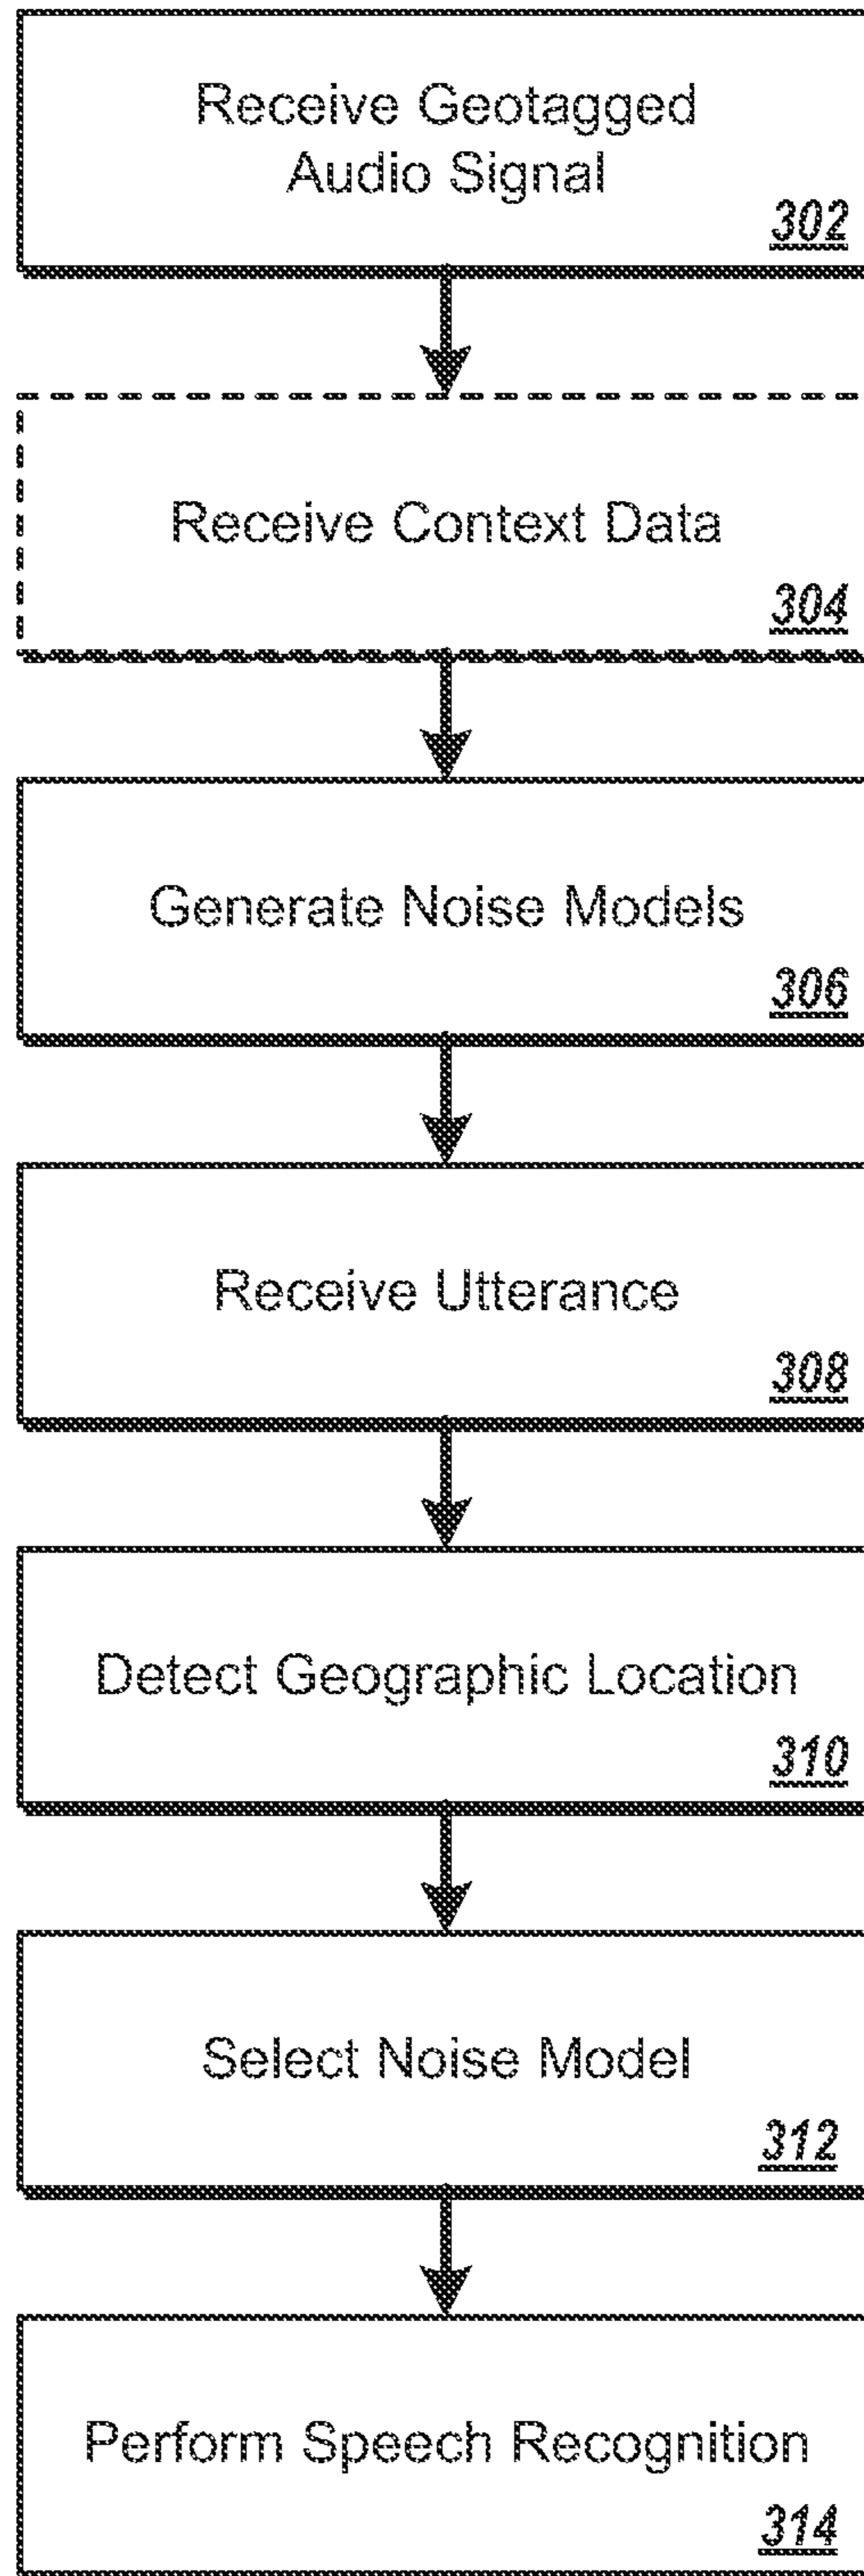 Receive Geotagged
Audio Signal
302
Receive Context Data
304
Generate Noise Models
306
Receive Utterance
308
Detect Geographic Location
310
Select Noise Model
312
Perform Speech Recognition
314